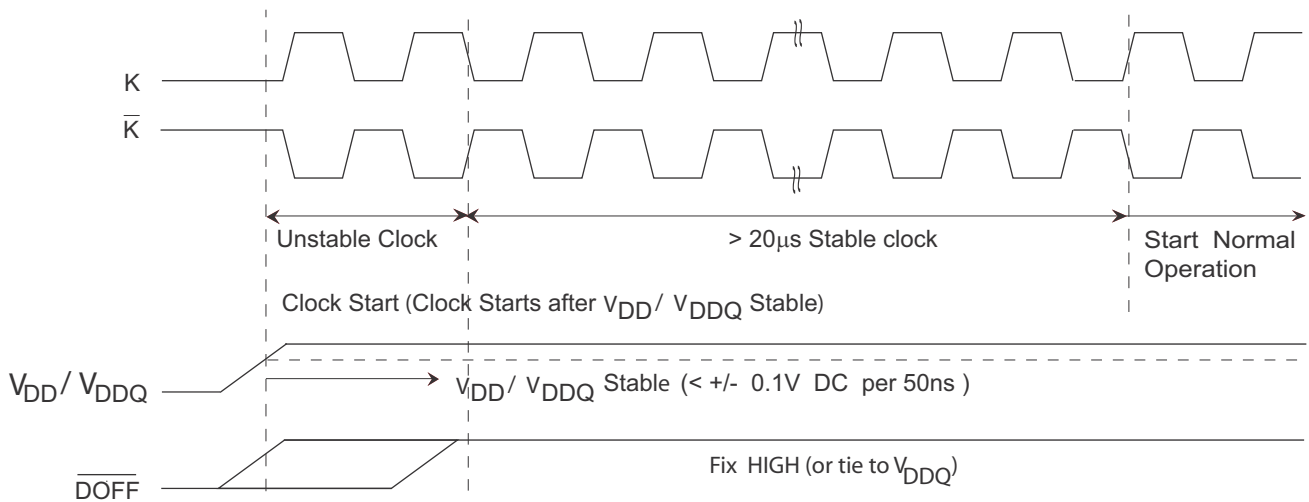 K
K̅
Unstable Clock
> 20μs Stable clock
Start Normal
Operation
Clock Start (Clock Starts after VDD / VDDQ Stable)
VDD / VDDQ
VDD / VDDQ Stable (< +/- 0.1V DC per 50ns )
Fix HIGH (or tie to VDDQ)
D̅O̅F̅F̅